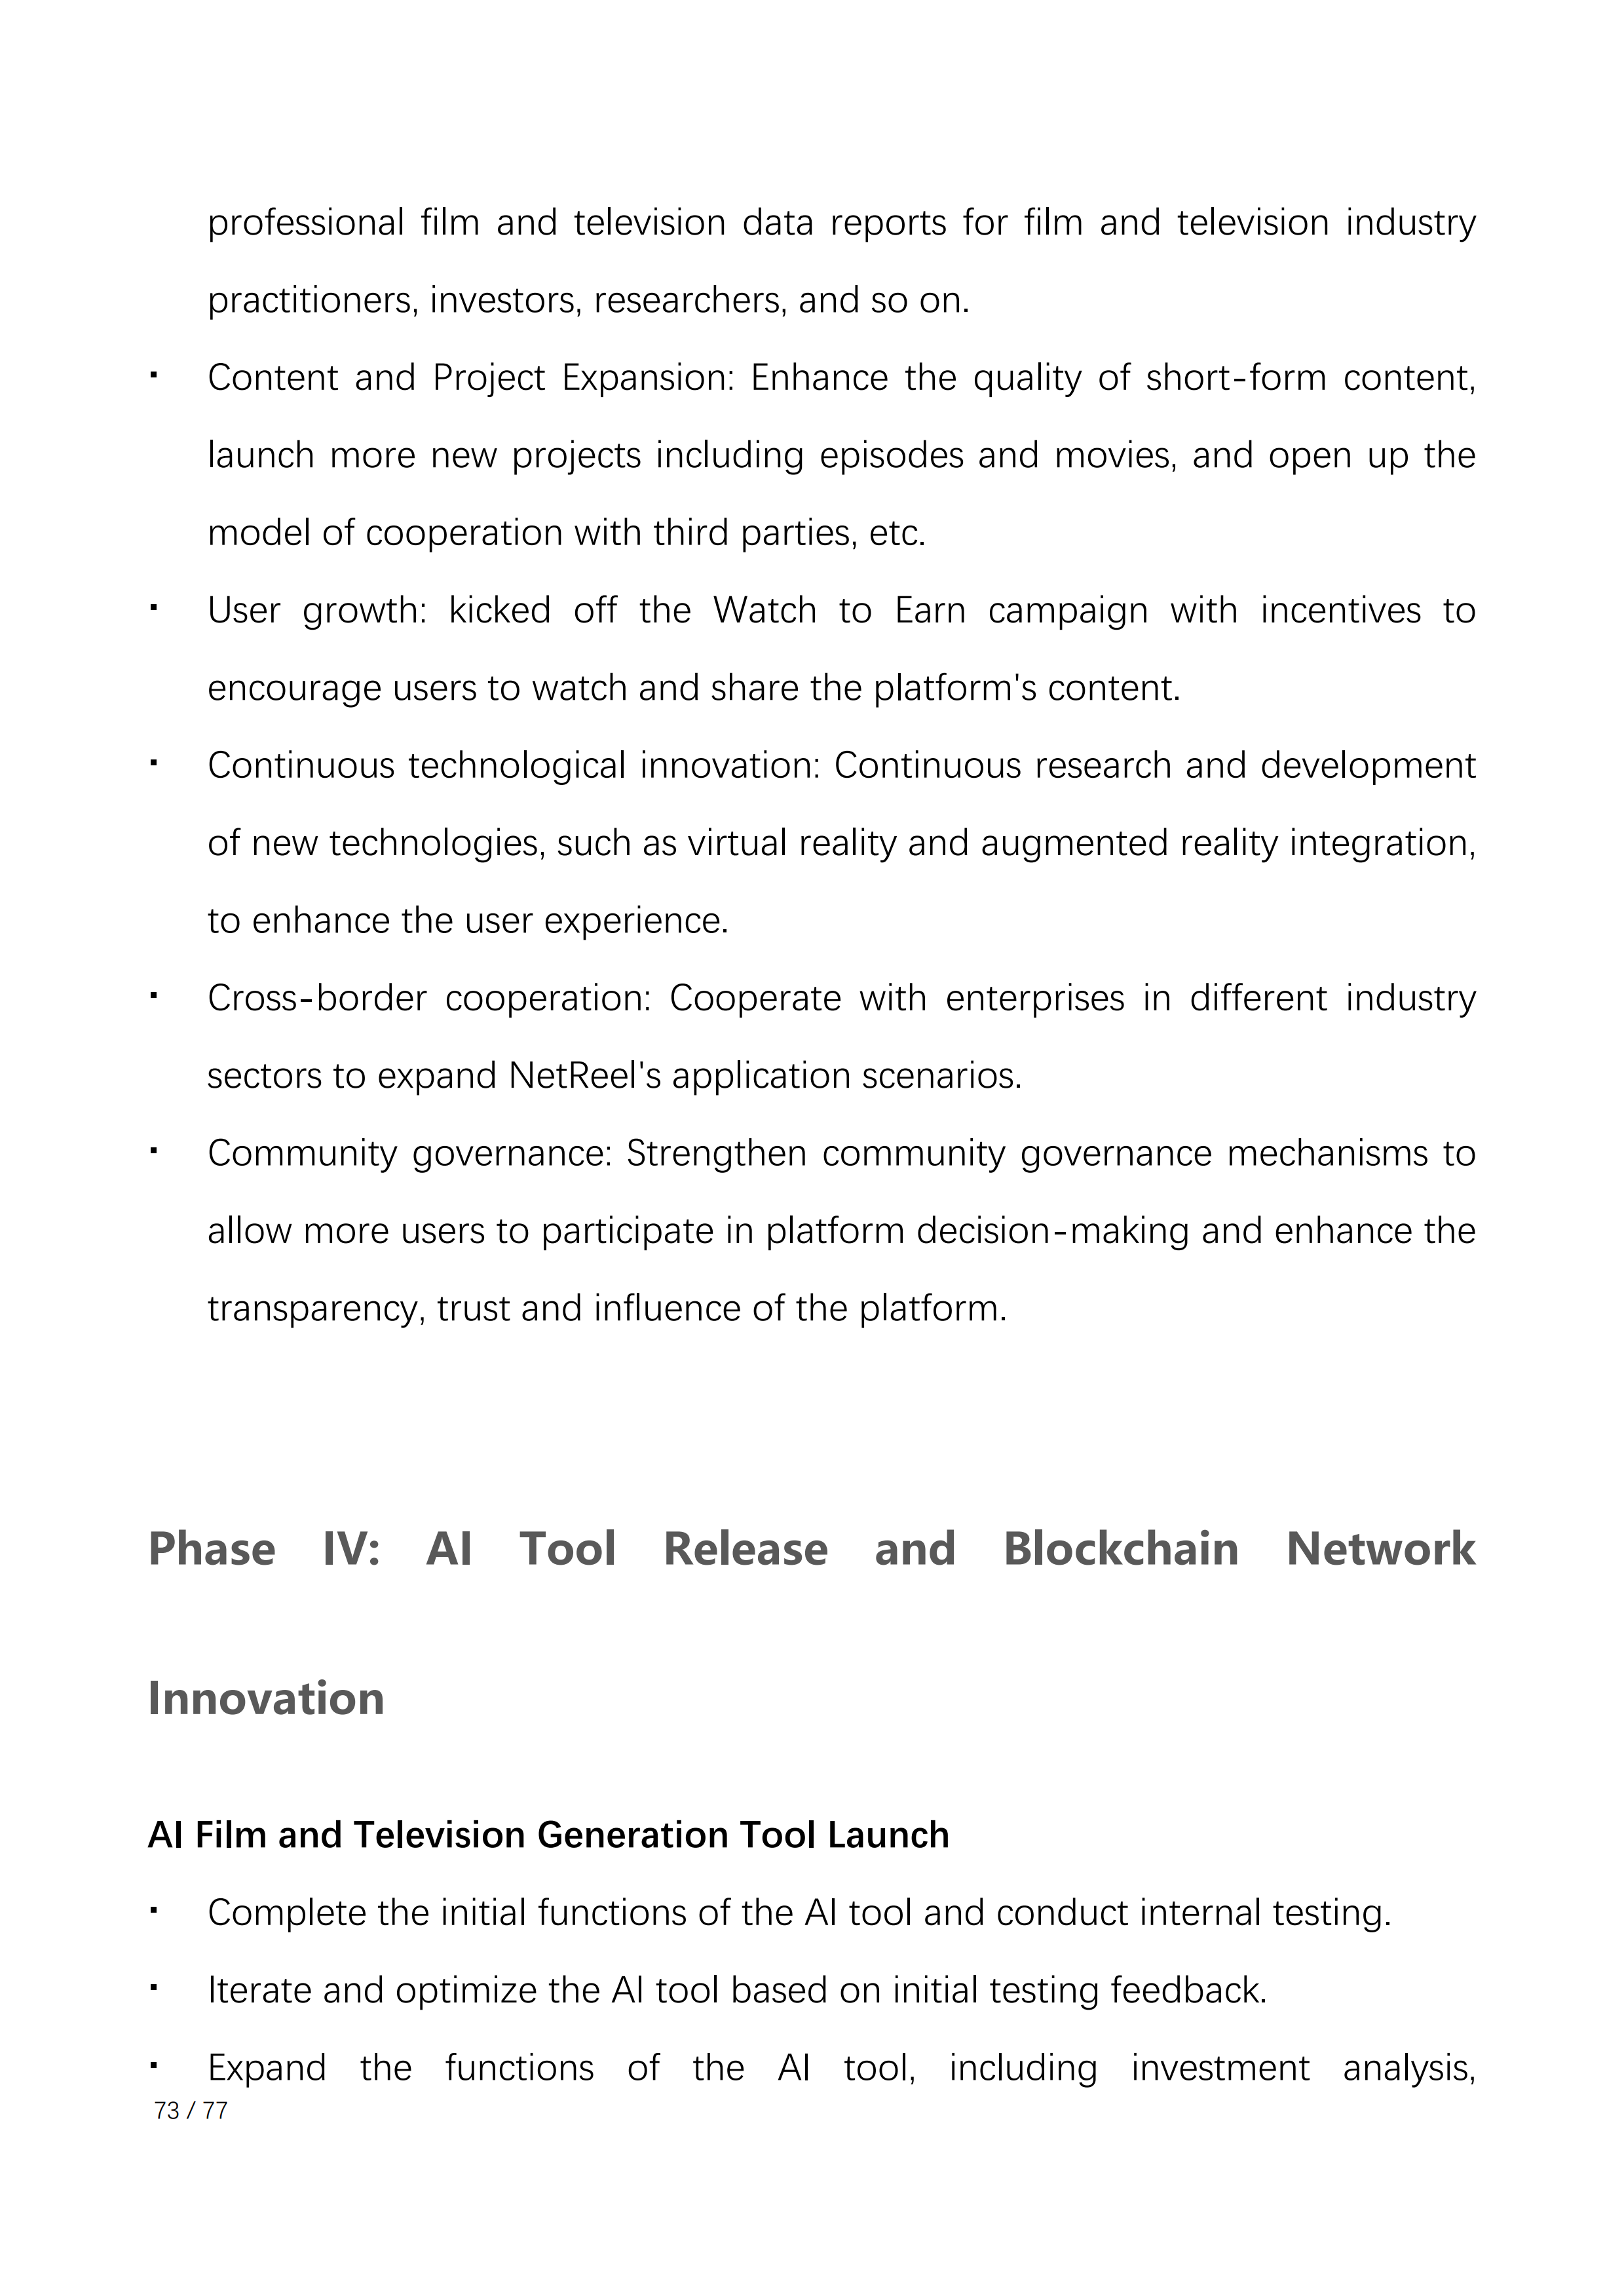 professional film and television data reports for film and television industry
practitioners, investors, researchers, and so on.
▪ Content and Project Expansion: Enhance the quality of short-form content,
launch more new projects including episodes and movies, and open up the
model of cooperation with third parties, etc.
▪ User growth: kicked off the Watch to Earn campaign with incentives to
encourage users to watch and share the platform's content.
▪ Continuous technological innovation: Continuous research and development
of new technologies, such as virtual reality and augmented reality integration,
to enhance the user experience.
▪ Cross-border cooperation: Cooperate with enterprises in different industry
sectors to expand NetReel's application scenarios.
▪ Community governance: Strengthen community governance mechanisms to
allow more users to participate in platform decision-making and enhance the
transparency, trust and influence of the platform.
Phase IV: AI Tool Release and Blockchain Network
Innovation
AI Film and Television Generation Tool Launch
▪ Complete the initial functions of the AI tool and conduct internal testing.
▪ Iterate and optimize the AI tool based on initial testing feedback.
▪ Expand the functions of the AI tool, including investment analysis,
73 / 77